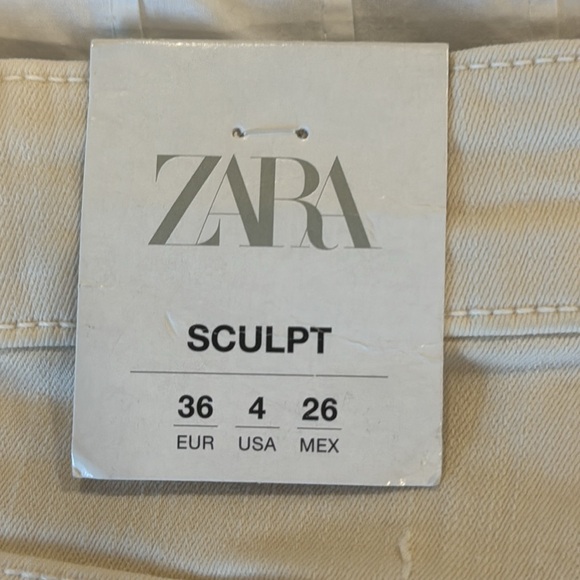 ZARA
SCULPT
36 4 26
EUR USA MEX